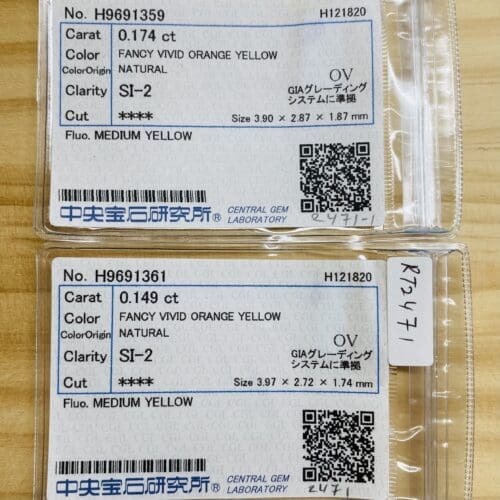 No. H9691359 H121820
Carat 0.174 ct
Color FANCY VIVID ORANGE YELLOW
ColorOrigin NATURAL
OV
Clarity SI-2 GIAグレーディング
システムに準拠
Cut **** Size 3.90 × 2.87 × 1.87 mm
Fluo. MEDIUM YELLOW
中央宝石研究所® CENTRAL GEM
LABORATORY
2471-1
No. H9691361 H121820
RJ2471
Carat 0.149 ct
Color FANCY VIVID ORANGE YELLOW
ColorOrigin NATURAL
OV
Clarity SI-2 GIAグレーディング
システムに準拠
Cut **** Size 3.97 × 2.72 × 1.74 mm
Fluo. MEDIUM YELLOW
中央宝石研究所® CENTRAL GEM
LABORATORY
2471